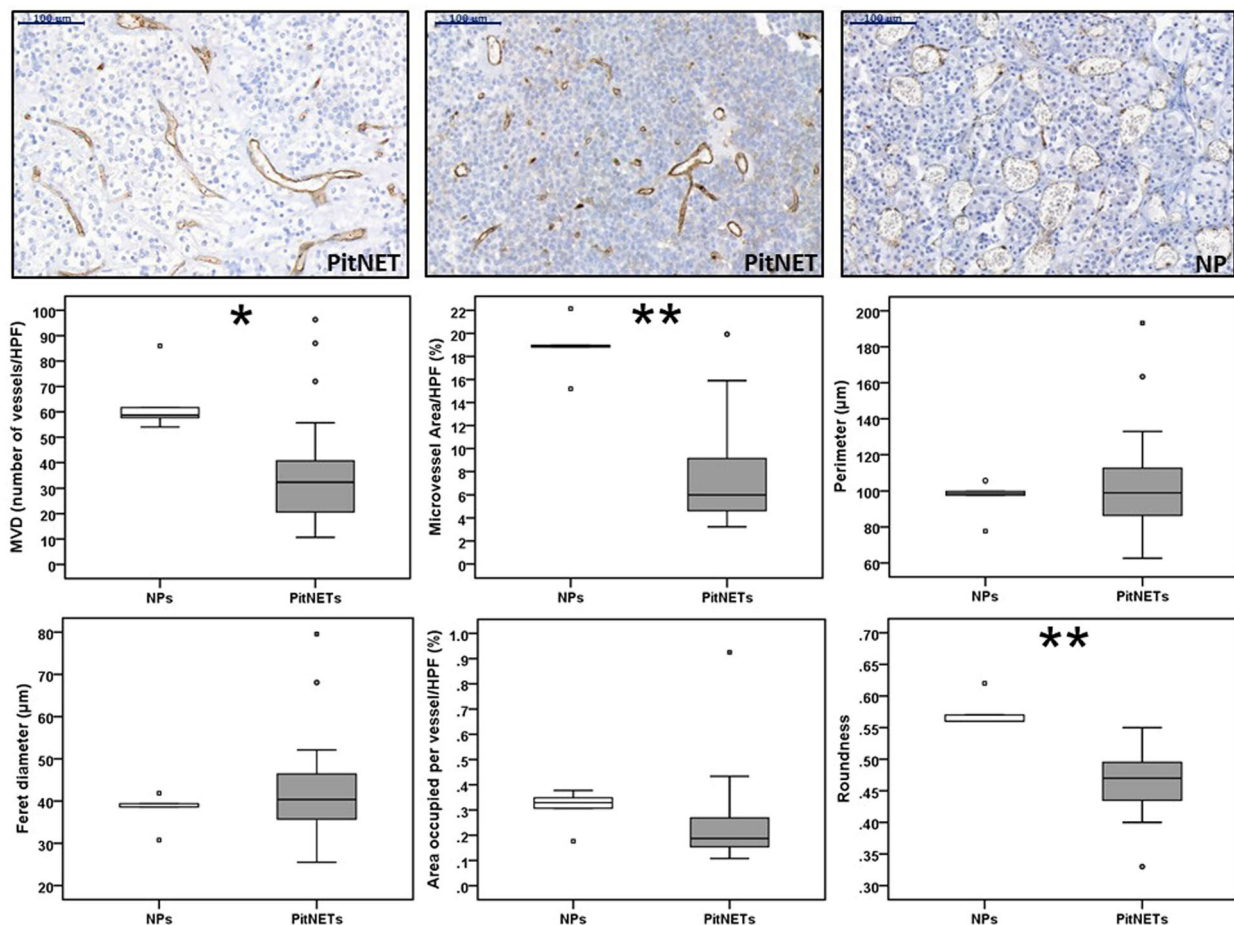 100 µm
100 µm
100 µm
PitNET
PitNET
NP
MVD (number of vessels/HPF)
100
90
80
70
60
50
40
30
20
10
0
*
NPs
PitNETs
Microvessel Area/HPF (%)
22
20
18
16
14
12
10
8
6
4
2
0
**
NPs
PitNETs
Perimeter (µm)
200
180
160
140
120
100
80
60
NPs
PitNETs
Feret diameter (µm)
80
70
60
50
40
30
20
NPs
PitNETs
Area occupied per vessel/HPF (%)
1.0
.9
.8
.7
.6
.5
.4
.3
.2
.1
.0
NPs
PitNETs
Roundness
.70
.65
.60
.55
.50
.45
.40
.35
.30
**
NPs
PitNETs